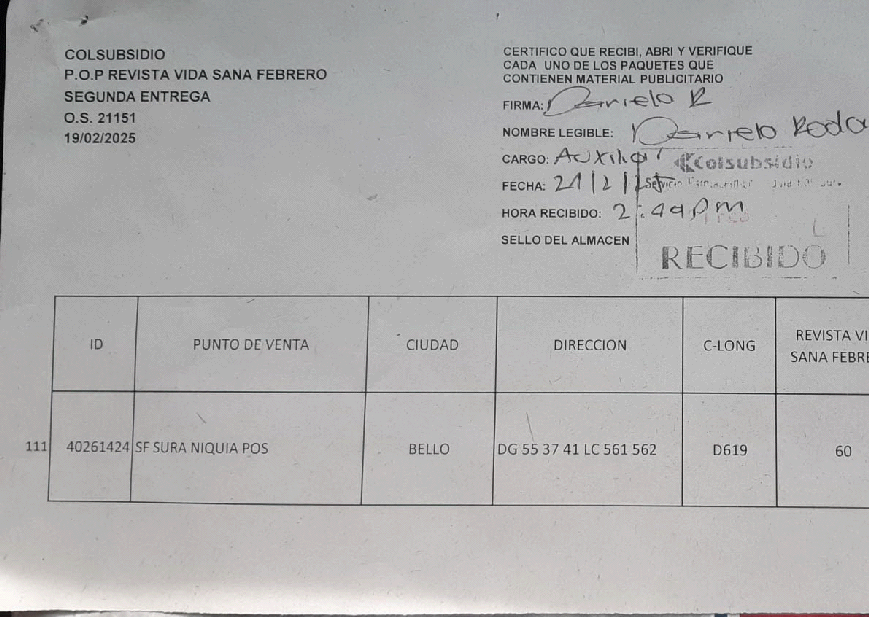 COLSUBSIDIO
P.O.P REVISTA VIDA SANA FEBRERO
SEGUNDA ENTREGA
O.S. 21151
19/02/2025
CERTIFICO QUE RECIBI, ABRI Y VERIFIQUE
CADA UNO DE LOS PAQUETES QUE
CONTIENEN MATERIAL PUBLICITARIO
FIRMA:
NOMBRE LEGIBLE:
CARGO:
Colsubsidio
FECHA: 21/2/25
HORA RECIBIDO: 2:44 PM
SELLO DEL ALMACEN
RECIBIDO
ID PUNTO DE VENTA CIUDAD DIRECCION C-LONG REVISTA VI
SANA FEBRE
111 40261424 SF SURA NIQUIA POS BELLO DG 55 37 41 LC 561 562 D619 60